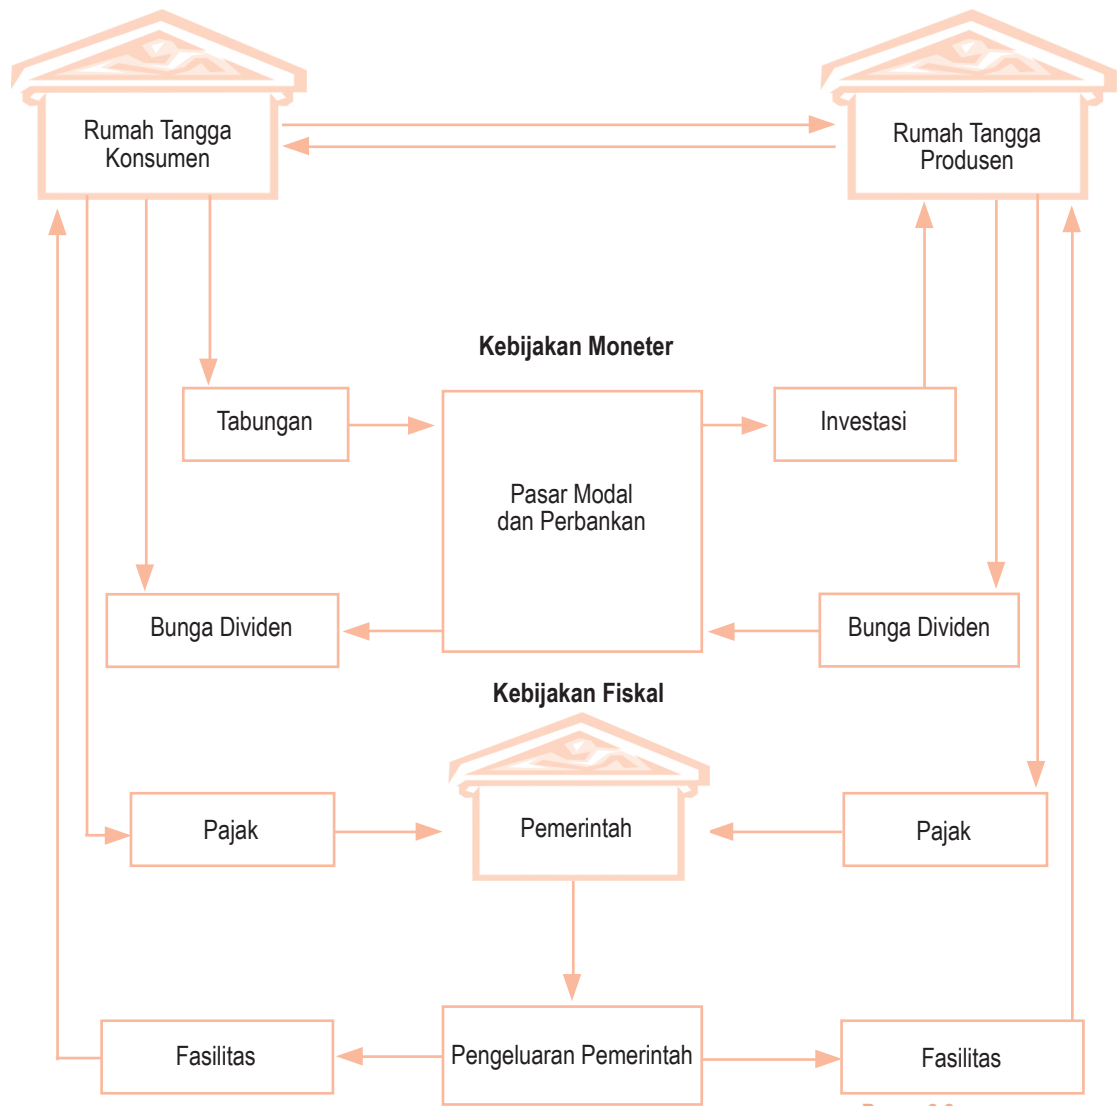 Rumah Tangga
Konsumen
Rumah Tangga
Produsen
Kebijakan Moneter
Tabungan
Investasi
Pasar Modal
dan Perbankan
Bunga Dividen
Bunga Dividen
Kebijakan Fiskal
Pajak
Pemerintah
Pajak
Fasilitas
Pengeluaran Pemerintah
Fasilitas